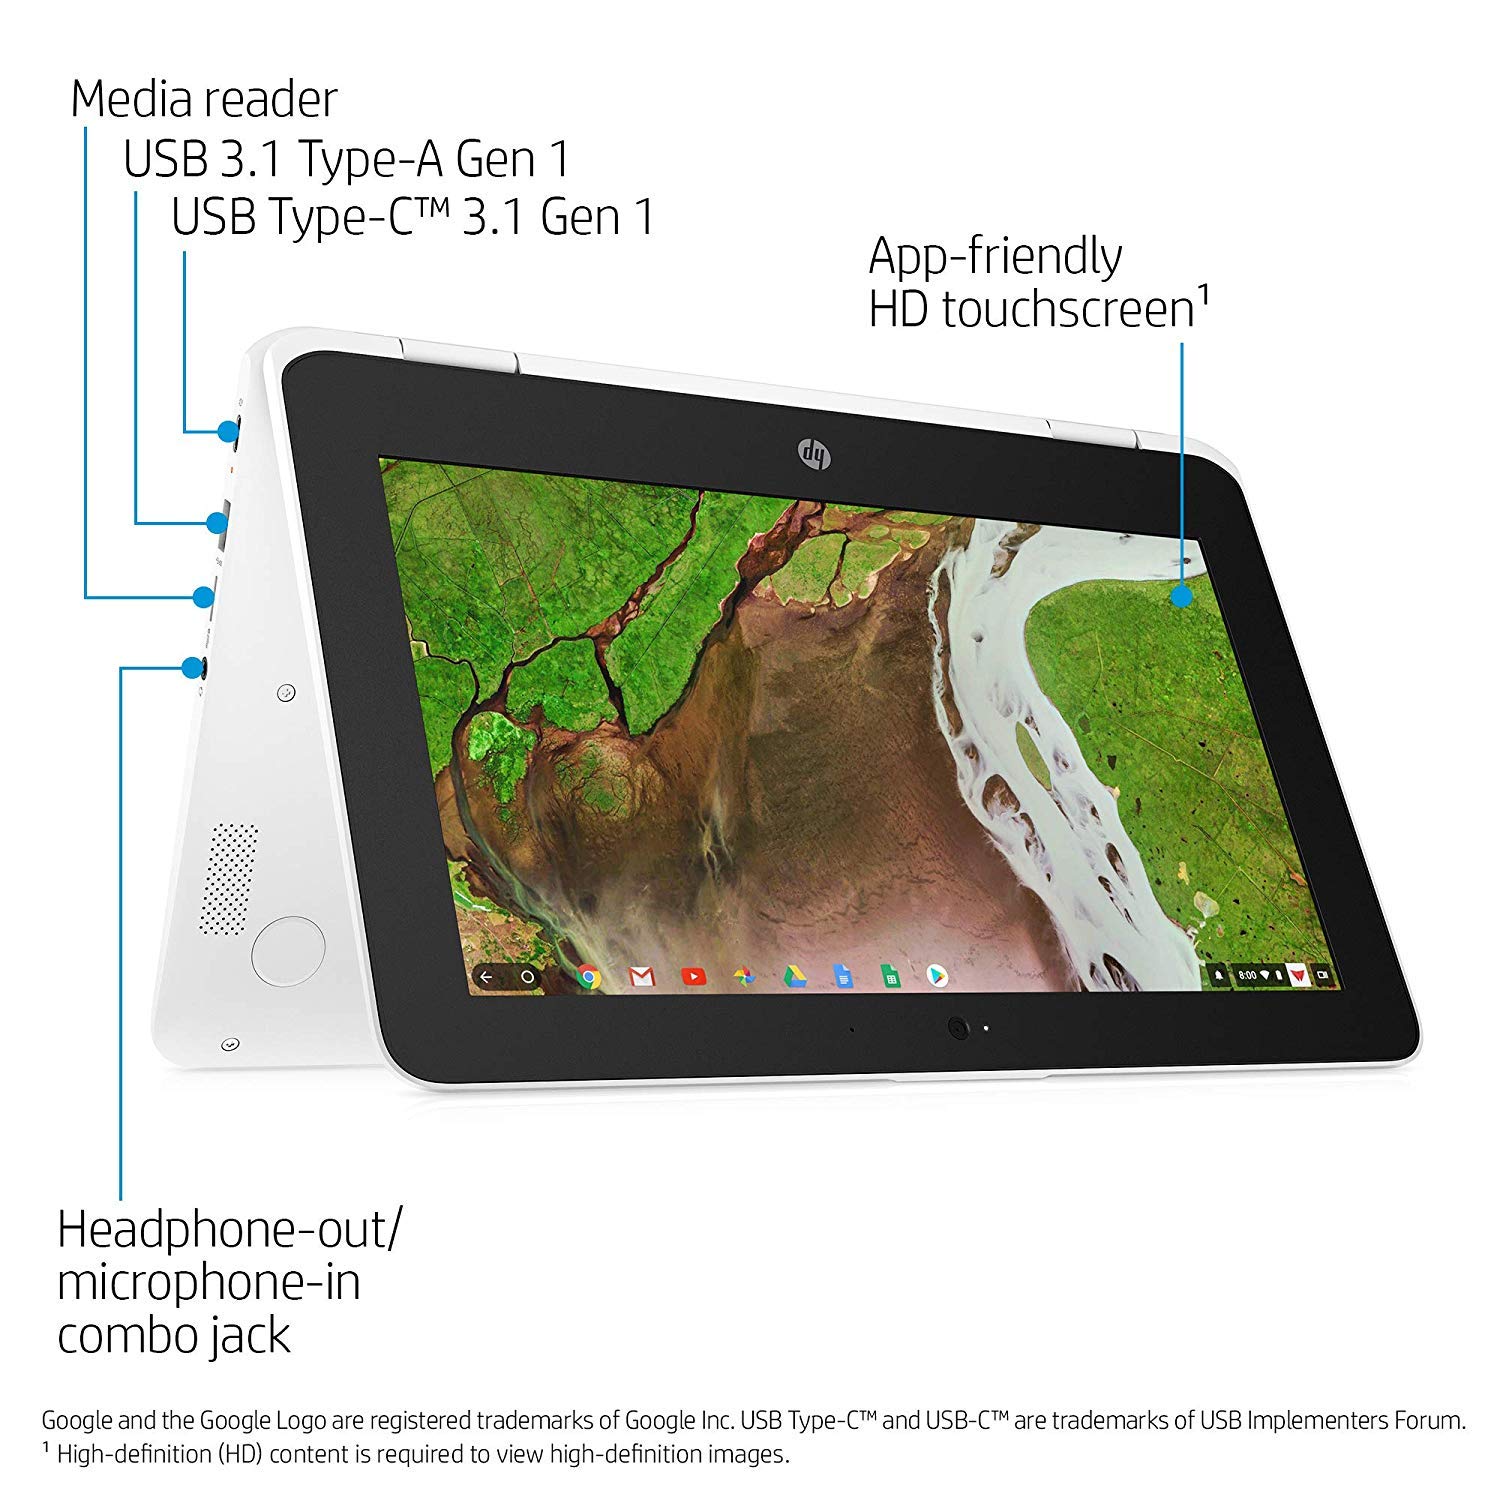 Media reader
USB 3.1 Type-A Gen 1
USB Type-C™ 3.1 Gen 1
App-friendly
HD touchscreen¹
hp
8:00
Headphone-out/
microphone-in
combo jack
Google and the Google Logo are registered trademarks of Google Inc. USB Type-C™ and USB-C™ are trademarks of USB Implementers Forum.
¹ High-definition (HD) content is required to view high-definition images.